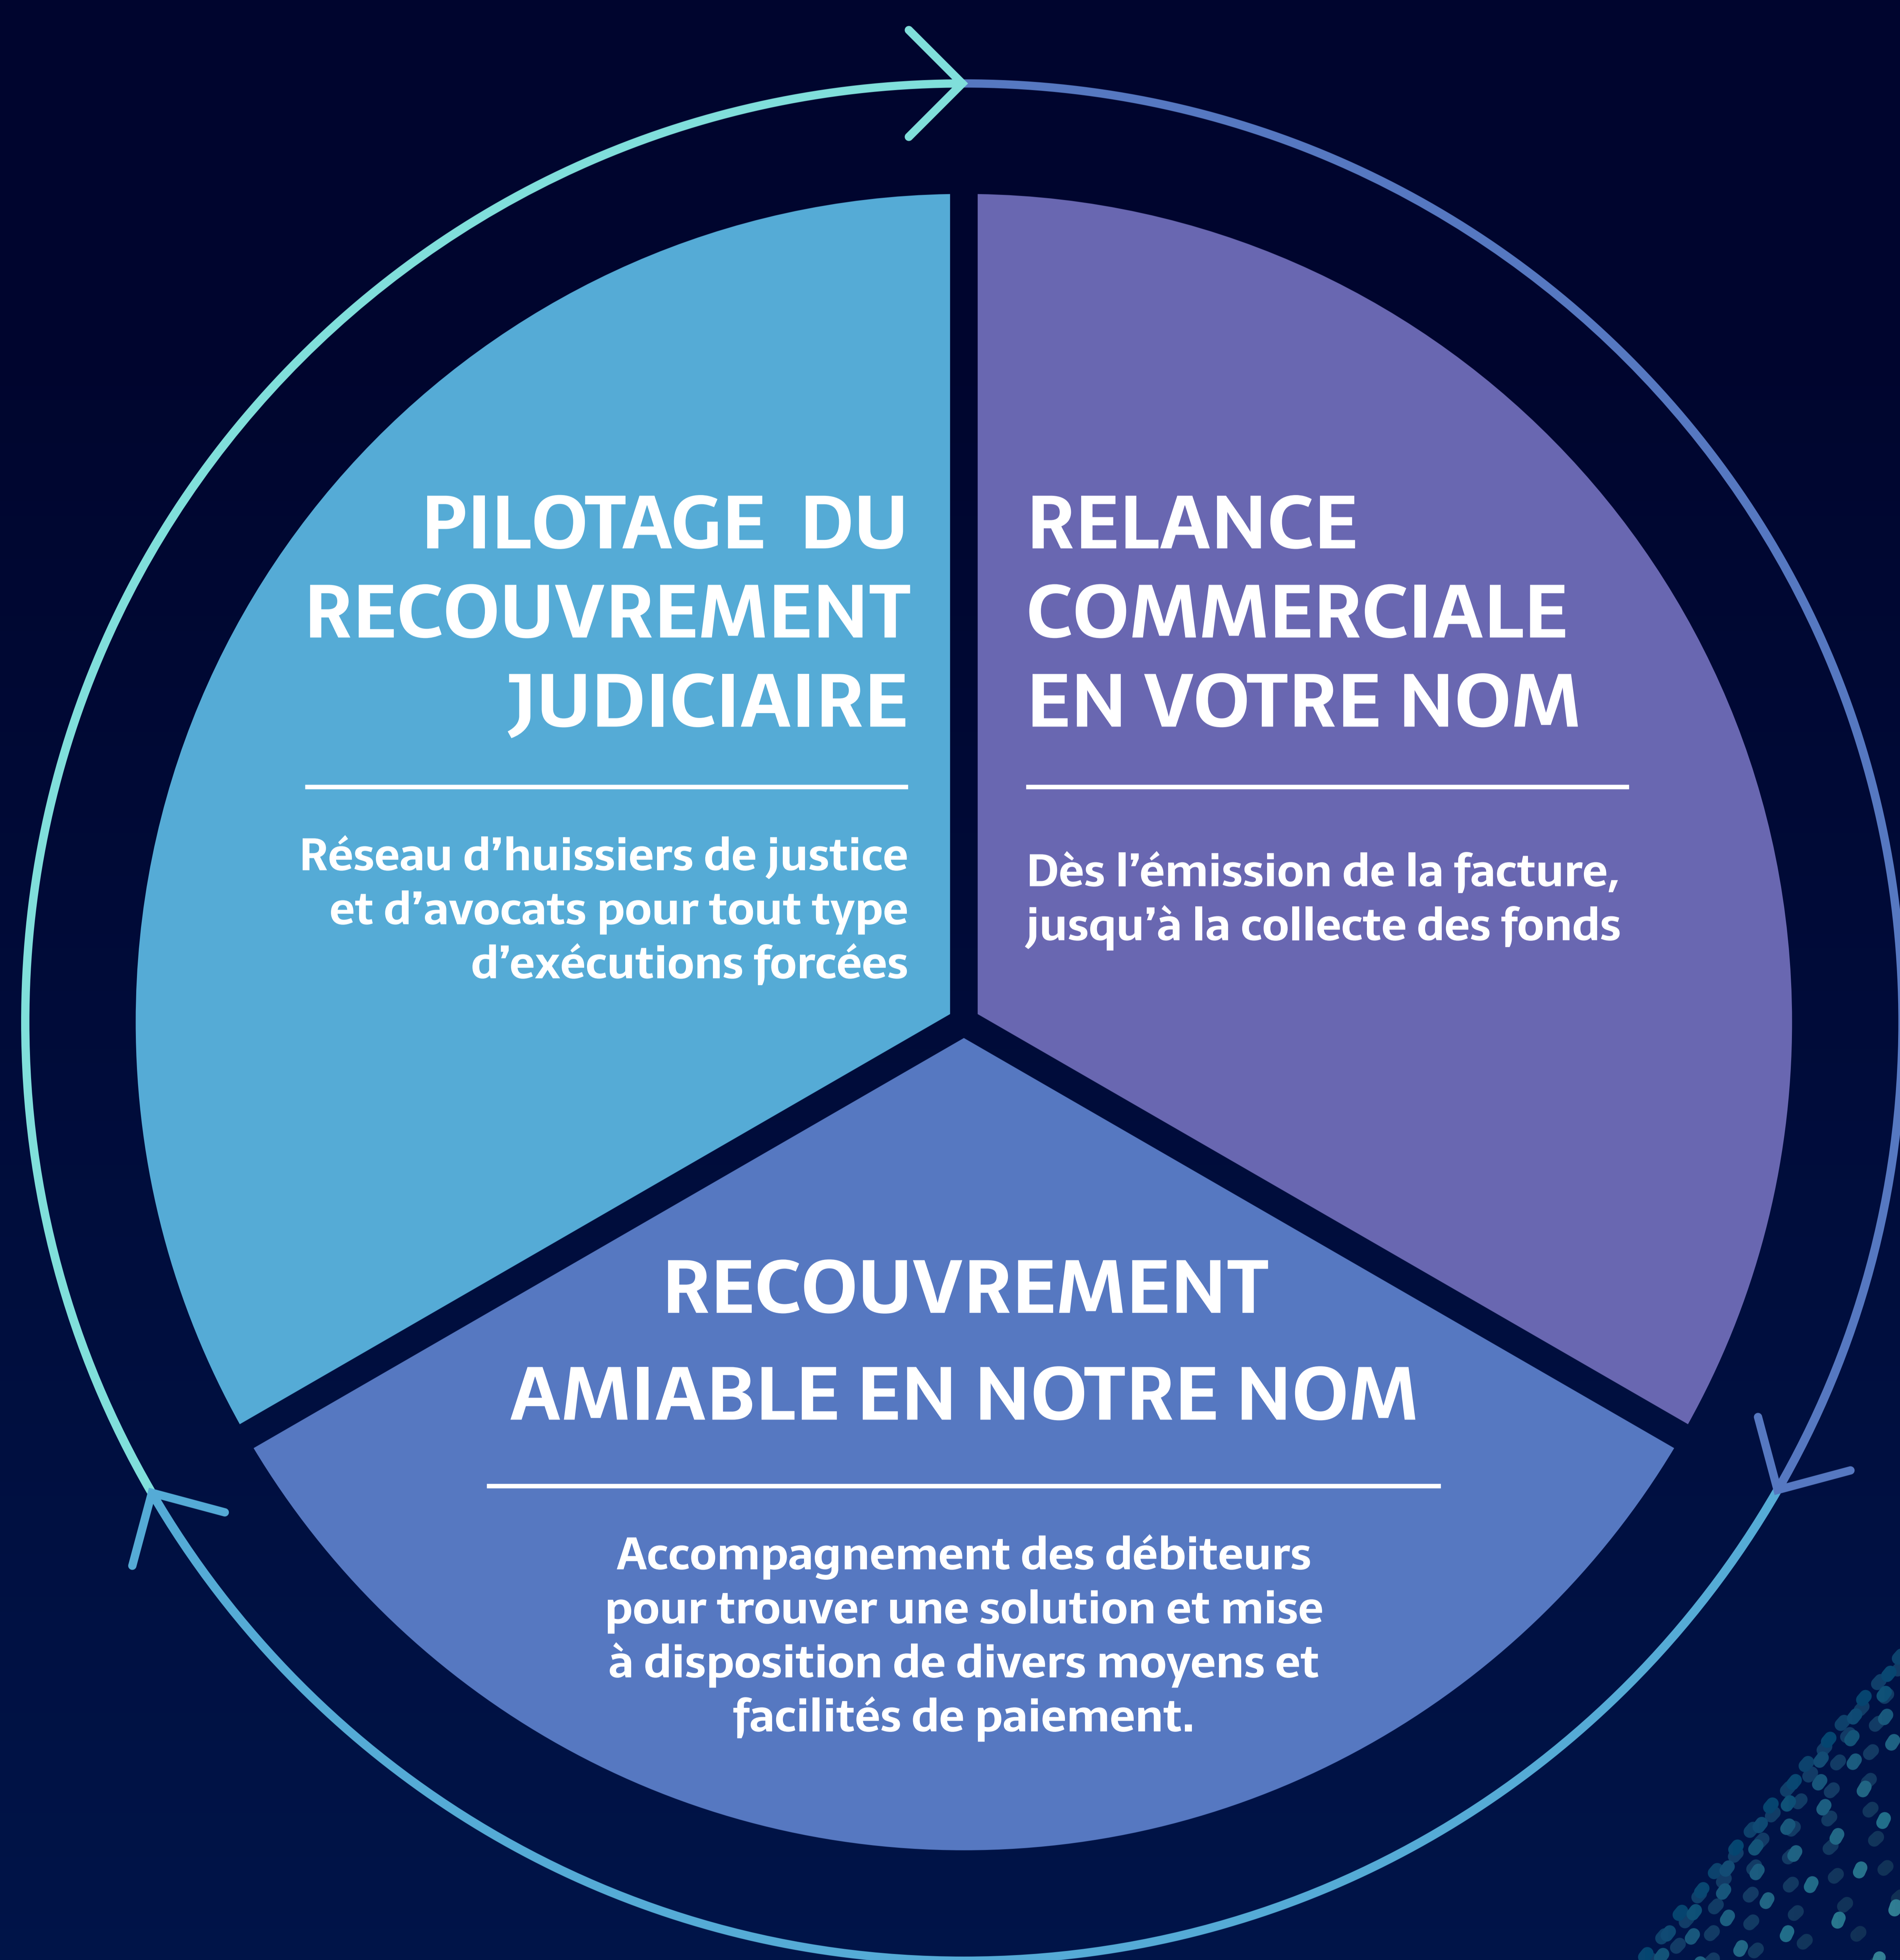 PILOTAGE DU
RECOUVREMENT
JUDICIAIRE
Réseau d’huissiers de justice
et d’avocats pour tout type
d’exécutions forcées
RELANCE
COMMERCIALE
EN VOTRE NOM
Dès l’émission de la facture,
jusqu’à la collecte des fonds
RECOUVREMENT
AMIABLE EN NOTRE NOM
Accompagnement des débiteurs
pour trouver une solution et mise
à disposition de divers moyens et
facilités de paiement.